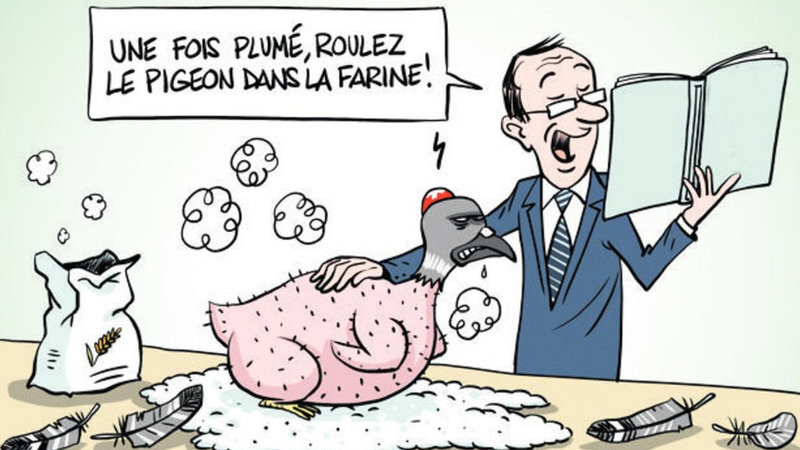 UNE FOIS PLUMÉ, ROULEZ
LE PIGEON DANS LA FARINE!